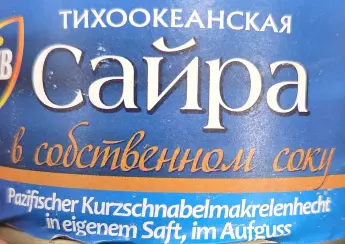 ТИХООКЕАНСКАЯ
Сайра
в собственном соку
Pazifischer Kurzschnabelmakrelenhecht
in eigenem Saft, im Aufguss